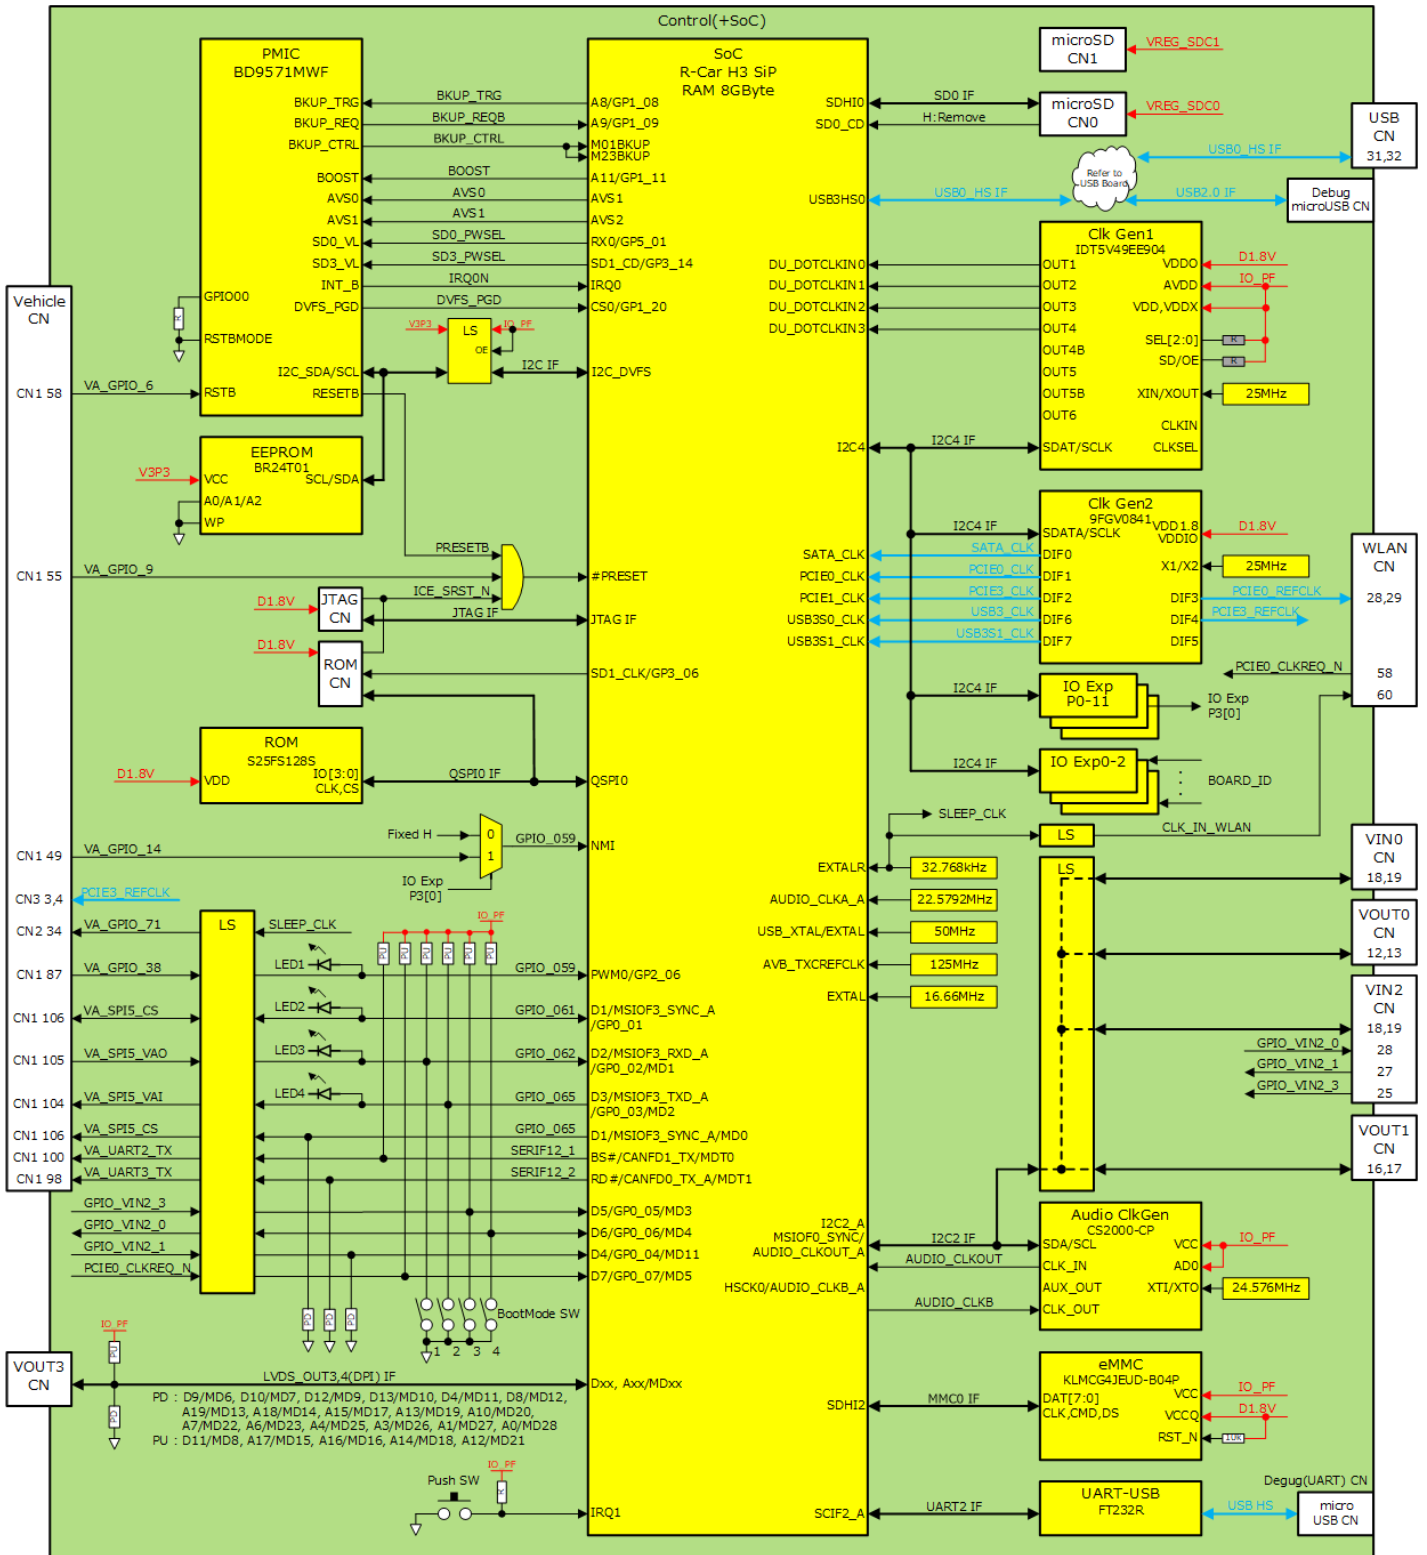 Control(+SoC)
PMIC
BD9571MWF
BKUP_TRG
BKUP_REQ
BKUP_CTRL
BOOST
AVS0
AVS1
SD0_VL
SD3_VL
INT_B
DVFS_PGD
GPIO00
RSTBMODE
I2C_SDA/SCL
RSTB
RESETB
BKUP_TRG
BKUP_REQB
BKUP_CTRL
BOOST
AVS0
AVS1
SD0_PWSEL
SD3_PWSEL
IRQ0N
DVFS_PGD
V3P3
LS
OE
IO_PF
I2C IF
R
SoC
R-Car H3 SiP
RAM 8GByte
A8/GP1_08
A9/GP1_09
M01BKUP
M23BKUP
A11/GP1_11
AVS1
AVS2
RX0/GP5_01
SD1_CD/GP3_14
IRQ0
CS0/GP1_20
I2C_DVFS
#PRESET
JTAG IF
SD1_CLK/GP3_06
QSPI0
NMI
PWM0/GP2_06
D1/MSIOF3_SYNC_A
/GP0_01
D2/MSIOF3_RXD_A
/GP0_02/MD1
D3/MSIOF3_TXD_A
/GP0_03/MD2
D1/MSIOF3_SYNC_A/MD0
BS#/CANFD1_TX/MDT0
RD#/CANFD0_TX_A/MDT1
D5/GP0_05/MD3
D6/GP0_06/MD4
D4/GP0_04/MD11
D7/GP0_07/MD5
Dxx, Axx/MDxx
IRQ1
SDHI0
SD0_CD
USB3HS0
DU_DOTCLKIN0
DU_DOTCLKIN1
DU_DOTCLKIN2
DU_DOTCLKIN3
I2C4
SATA_CLK
PCIE0_CLK
PCIE1_CLK
USB3S0_CLK
USB3S1_CLK
EXTALR
AUDIO_CLKA_A
USB_XTAL/EXTAL
AVB_TXCREFCLK
EXTAL
I2C2_A
MSIOF0_SYNC/
AUDIO_CLKOUT_A
HSCK0/AUDIO_CLKB_A
SDHI2
SCIF2_A
microSD
CN1
VREG_SDC1
SD0 IF
H:Remove
microSD
CN0
VREG_SDC0
USB
CN
31,32
USB0_HS IF
Refer to
USB Board
USB0_HS IF
USB2.0 IF
Debug
microUSB CN
Clk Gen1
IDT5V49EE904
OUT1
OUT2
OUT3
OUT4
OUT4B
OUT5
OUT5B
OUT6
SDAT/SCLK
VDDO
AVDD
VDD,VDDX
SEL[2:0]
SD/OE
XIN/XOUT
CLKIN
CLKSEL
D1.8V
IO_PF
R
R
25MHz
I2C4 IF
Clk Gen2
9FGV0841
SDATA/SCLK
DIF0
DIF1
DIF2
DIF6
DIF7
VDD1.8
VDDIO
X1/X2
DIF3
DIF4
DIF5
D1.8V
25MHz
I2C4 IF
SATA_CLK
PCIE0_CLK
PCIE3_CLK
USB3_CLK
USB3S1_CLK
PCIE0_REFCLK
PCIE3_REFCLK
WLAN
CN
28,29
58
60
PCIE0_CLKREQ_N
I2C4 IF
IO Exp
P0-11
IO Exp
P3[0]
I2C4 IF
IO Exp0-2
BOARD_ID
SLEEP_CLK
LS
CLK_IN_WLAN
32.768kHz
22.5792MHz
50MHz
125MHz
16.66MHz
LS
VIN0
CN
18,19
VOUT0
CN
12,13
VIN2
CN
18,19
28
27
25
GPIO_VIN2_0
GPIO_VIN2_1
GPIO_VIN2_3
VOUT1
CN
16,17
Audio ClkGen
CS2000-CP
SDA/SCL
CLK_IN
AUX_OUT
CLK_OUT
VCC
AD0
XTI/XTO
IO_PF
24.576MHz
I2C2 IF
AUDIO_CLKOUT
AUDIO_CLKB
eMMC
KLMCG4JEUD-B04P
DAT[7:0]
CLK,CMD,DS
VCC
VCCQ
RST_N
IO_PF
D1.8V
10k
MMC0 IF
Degug(UART) CN
UART-USB
FT232R
UART2 IF
USB HS
micro
USB CN
Vehicle
CN
CN1 58
VA_GPIO_6
EEPROM
BR24T01
VCC
SCL/SDA
A0/A1/A2
WP
V3P3
CN1 55
VA_GPIO_9
PRESETB
ICE_SRST_N
JTAG IF
D1.8V
JTAG
CN
D1.8V
ROM
CN
ROM
S25FS128S
IO[3:0]
CLK,CS
VDD
D1.8V
QSPI0 IF
Fixed H
0
1
GPIO_059
IO Exp
P3[0]
CN1 49
VA_GPIO_14
CN3 3,4
PCIE3_REFCLK
CN2 34
VA_GPIO_71
LS
SLEEP_CLK
IO_PF
PU
PU
PU
PU
PU
PU
CN1 87
VA_GPIO_38
LED1
GPIO_059
CN1 106
VA_SPI5_CS
LED2
GPIO_061
CN1 105
VA_SPI5_VAO
LED3
GPIO_062
CN1 104
VA_SPI5_VAI
LED4
GPIO_065
CN1 106
VA_SPI5_CS
GPIO_065
CN1 100
VA_UART2_TX
SERIF12_1
CN1 98
VA_UART3_TX
SERIF12_2
GPIO_VIN2_3
GPIO_VIN2_0
GPIO_VIN2_1
PCIE0_CLKREQ_N
PD
PD
PD
BootMode SW
1 2 3 4
IO_PF
PU
PD
VOUT3
CN
LVDS_OUT3,4(DPI) IF
PD : D9/MD6, D10/MD7, D12/MD9, D13/MD10, D4/MD11, D8/MD12,
A19/MD13, A18/MD14, A15/MD17, A13/MD19, A10/MD20,
A7/MD22, A6/MD23, A4/MD25, A3/MD26, A1/MD27, A0/MD28
PU : D11/MD8, A17/MD15, A16/MD16, A14/MD18, A12/MD21
Push SW
IO_PF
R